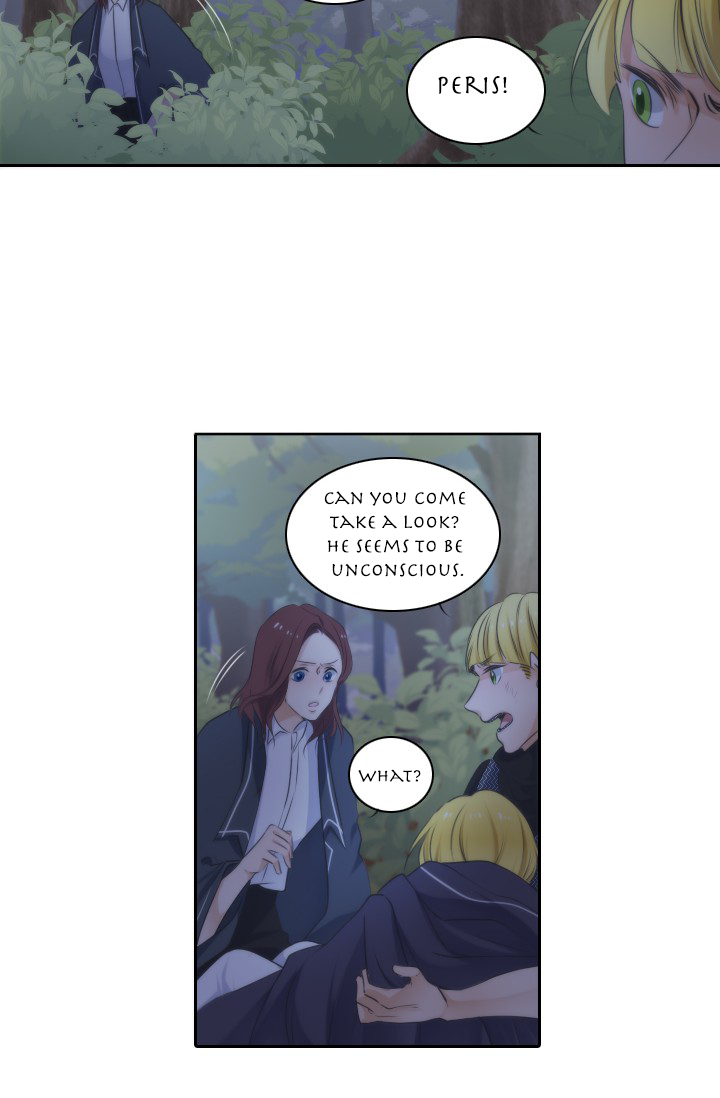 PERIS!
CAN YOU COME
TAKE A LOOK?
HE SEEMS TO BE
UNCONSCIOUS.
WHAT?